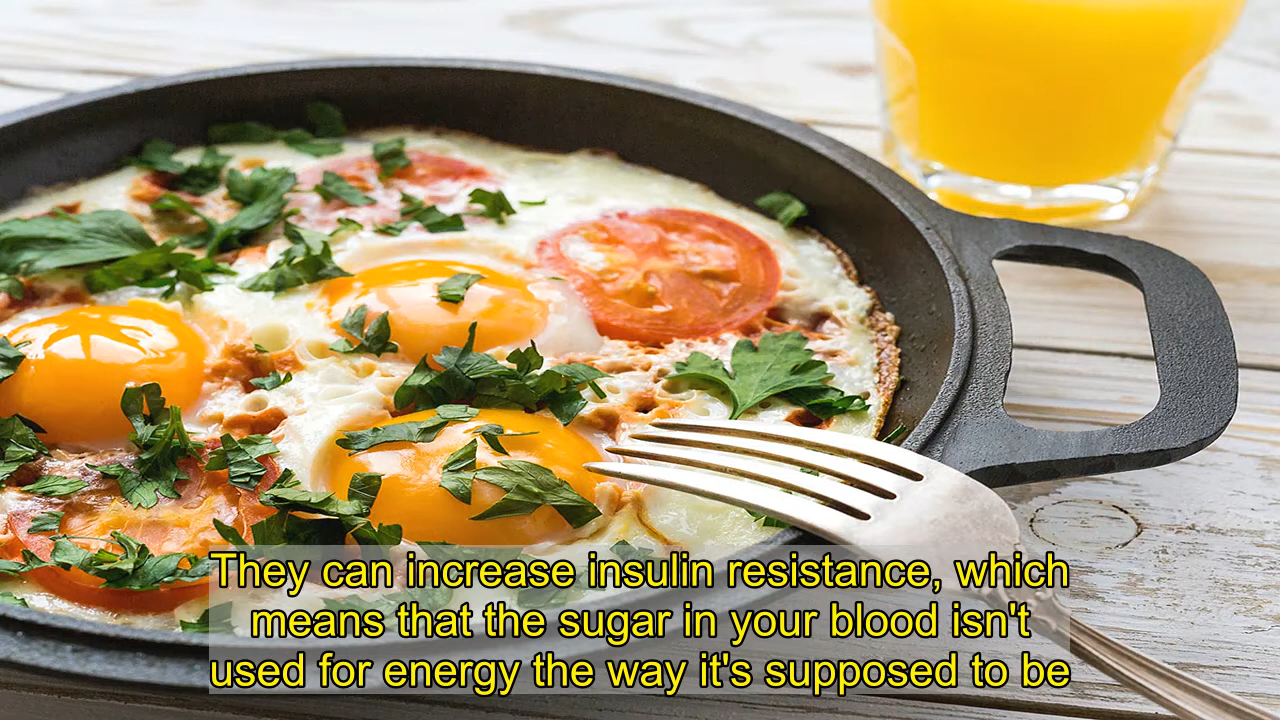 They can increase insulin resistance, which
means that the sugar in your blood isn't
used for energy the way it's supposed to be